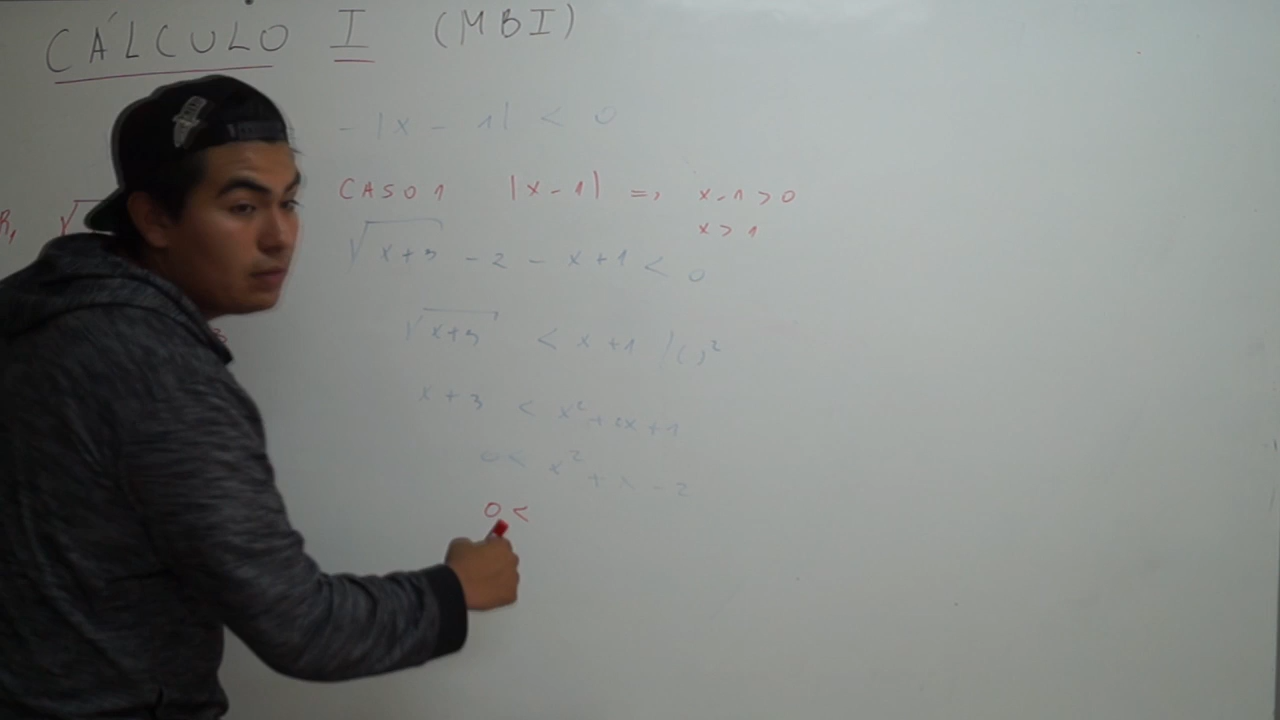 CÁLCULO I (MBI)
- |x - 1| < 0
CASO 1 |x - 1| => x - 1 > 0
R, √ x > 1
√x+3 - 2 - x + 1 < 0
√x+3 < x + 1 /( )²
x + 3 < x² + 2x + 1
0 < x² + x - 2
0 <